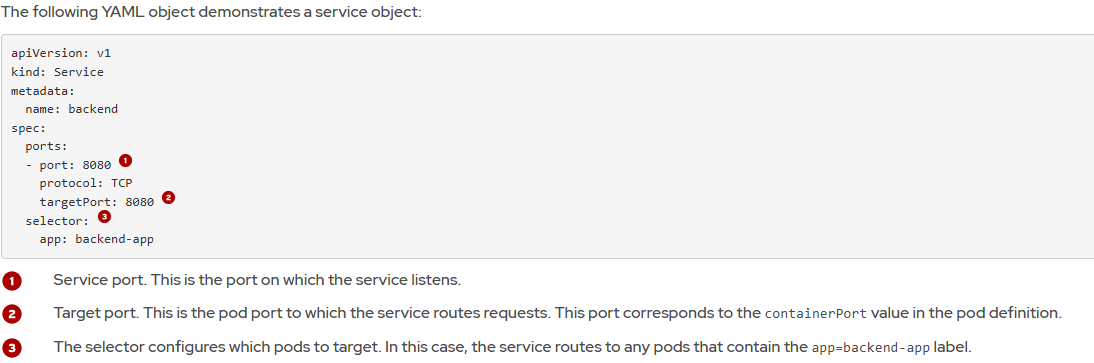 The following YAML object demonstrates a service object:
apiVersion: v1
kind: Service
metadata:
  name: backend
spec:
  ports:
  - port: 8080 1
    protocol: TCP
    targetPort: 8080 2
  selector: 3
    app: backend-app
1 Service port. This is the port on which the service listens.
2 Target port. This is the pod port to which the service routes requests. This port corresponds to the containerPort value in the pod definition.
3 The selector configures which pods to target. In this case, the service routes to any pods that contain the app=backend-app label.